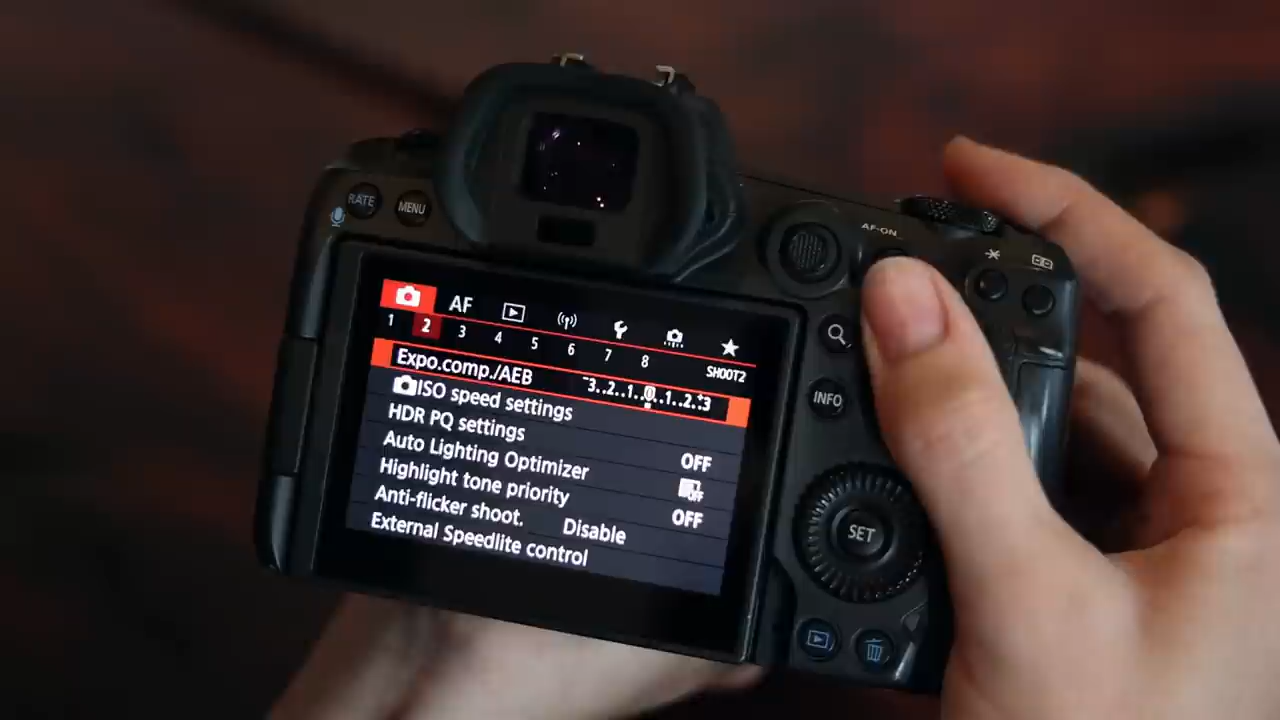 RATE
MENU
AF-ON
AF
1 2 3 4 5 6 7 8
SHOOT2
Expo.comp./AEB -3..2..1..0..1..2.+3
ISO speed settings
HDR PQ settings OFF
Auto Lighting Optimizer OFF
Highlight tone priority OFF
Anti-flicker shoot. Disable
External Speedlite control
INFO
SET